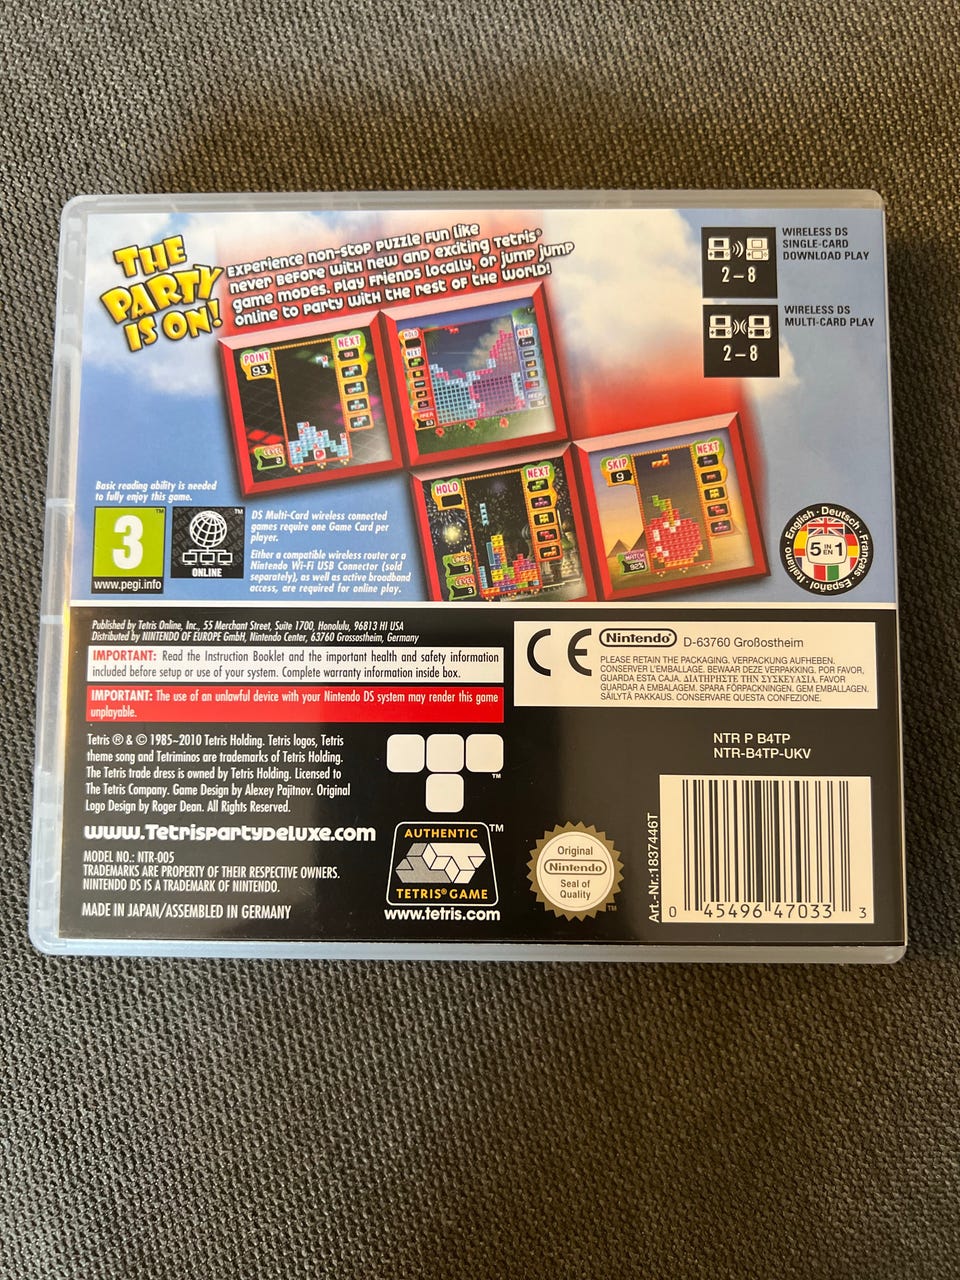 THE
PARTY
IS ON!
Experience non-stop puzzle fun like
never before with new and exciting Tetris®
game modes. Play friends locally, or jump jump
online to party with the rest of the world!
WIRELESS DS
SINGLE-CARD
DOWNLOAD PLAY
2 – 8
WIRELESS DS
MULTI-CARD PLAY
2 – 8
POINT
93
NEXT
LEVEL
2
HOLD
NEXT
NEXT
AREA
63
AREA
HOLD
NEXT
LINES
5
LEVEL
3
SKIP
9
NEXT
MATCH
92%
Basic reading ability is needed
to fully enjoy this game.
3
TM
www.pegi.info
TM
ONLINE
DS Multi-Card wireless connected
games require one Game Card per
player.
Either a compatible wireless router or a
Nintendo Wi-Fi USB Connector (sold
separately), as well as active broadband
access, are required for online play.
English · Deutsch · Français · Español · Italiano
5 IN EN 1
Published by Tetris Online, Inc., 55 Merchant Street, Suite 1700, Honolulu, 96813 HI USA
Distributed by NINTENDO OF EUROPE GmbH, Nintendo Center, 63760 Grossostheim, Germany
IMPORTANT: Read the Instruction Booklet and the important health and safety information
included before setup or use of your system. Complete warranty information inside box.
IMPORTANT: The use of an unlawful device with your Nintendo DS system may render this game
unplayable.
CE
Nintendo®
D-63760 Großostheim
PLEASE RETAIN THE PACKAGING. VERPACKUNG AUFHEBEN.
CONSERVER L'EMBALLAGE. BEWAAR DEZE VERPAKKING. POR FAVOR,
GUARDA ESTA CAJA. ΔΙΑΤΗΡΗΣΤΕ ΤΗΝ ΣΥΣΚΕΥΑΣΙΑ. FAVOR
GUARDAR A EMBALAGEM. SPARA FÖRPACKNINGEN. GEM EMBALLAGEN.
SÄILYTÄ PAKKAUS. CONSERVARE QUESTA CONFEZIONE.
Tetris ® & © 1985~2010 Tetris Holding. Tetris logos, Tetris
theme song and Tetriminos are trademarks of Tetris Holding.
The Tetris trade dress is owned by Tetris Holding. Licensed to
The Tetris Company. Game Design by Alexey Pajitnov. Original
Logo Design by Roger Dean. All Rights Reserved.
TM
NTR P B4TP
NTR-B4TP-UKV
www.Tetrispartydeluxe.com
MODEL NO.: NTR-005
TRADEMARKS ARE PROPERTY OF THEIR RESPECTIVE OWNERS.
NINTENDO DS IS A TRADEMARK OF NINTENDO.
MADE IN JAPAN/ASSEMBLED IN GERMANY
AUTHENTIC
TETRIS® GAME
TM
www.tetris.com
Original
Nintendo®
Seal of
Quality
TM
Art.-Nr.:1837446T
0 45496 47033 3